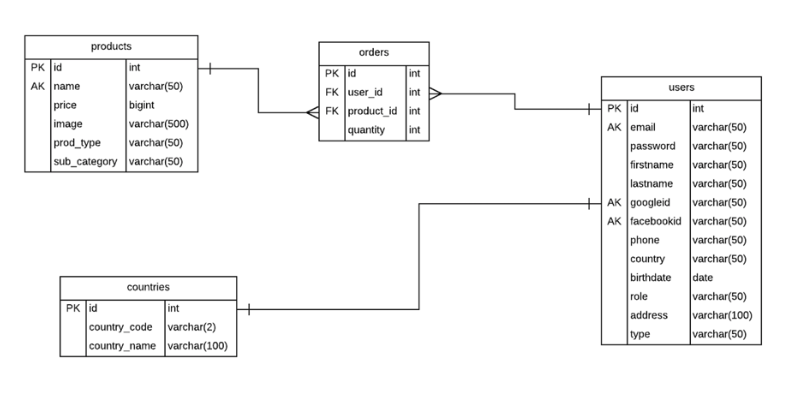 products
PK id int
AK name varchar(50)
price bigint
image varchar(500)
prod_type varchar(50)
sub_category varchar(50)
orders
PK id int
FK user_id int
FK product_id int
quantity int
users
PK id int
AK email varchar(50)
password varchar(50)
firstname varchar(50)
lastname varchar(50)
AK googleid varchar(50)
AK facebookid varchar(50)
phone varchar(50)
country varchar(50)
birthdate date
role varchar(50)
address varchar(100)
type varchar(50)
countries
PK id int
country_code varchar(2)
country_name varchar(100)